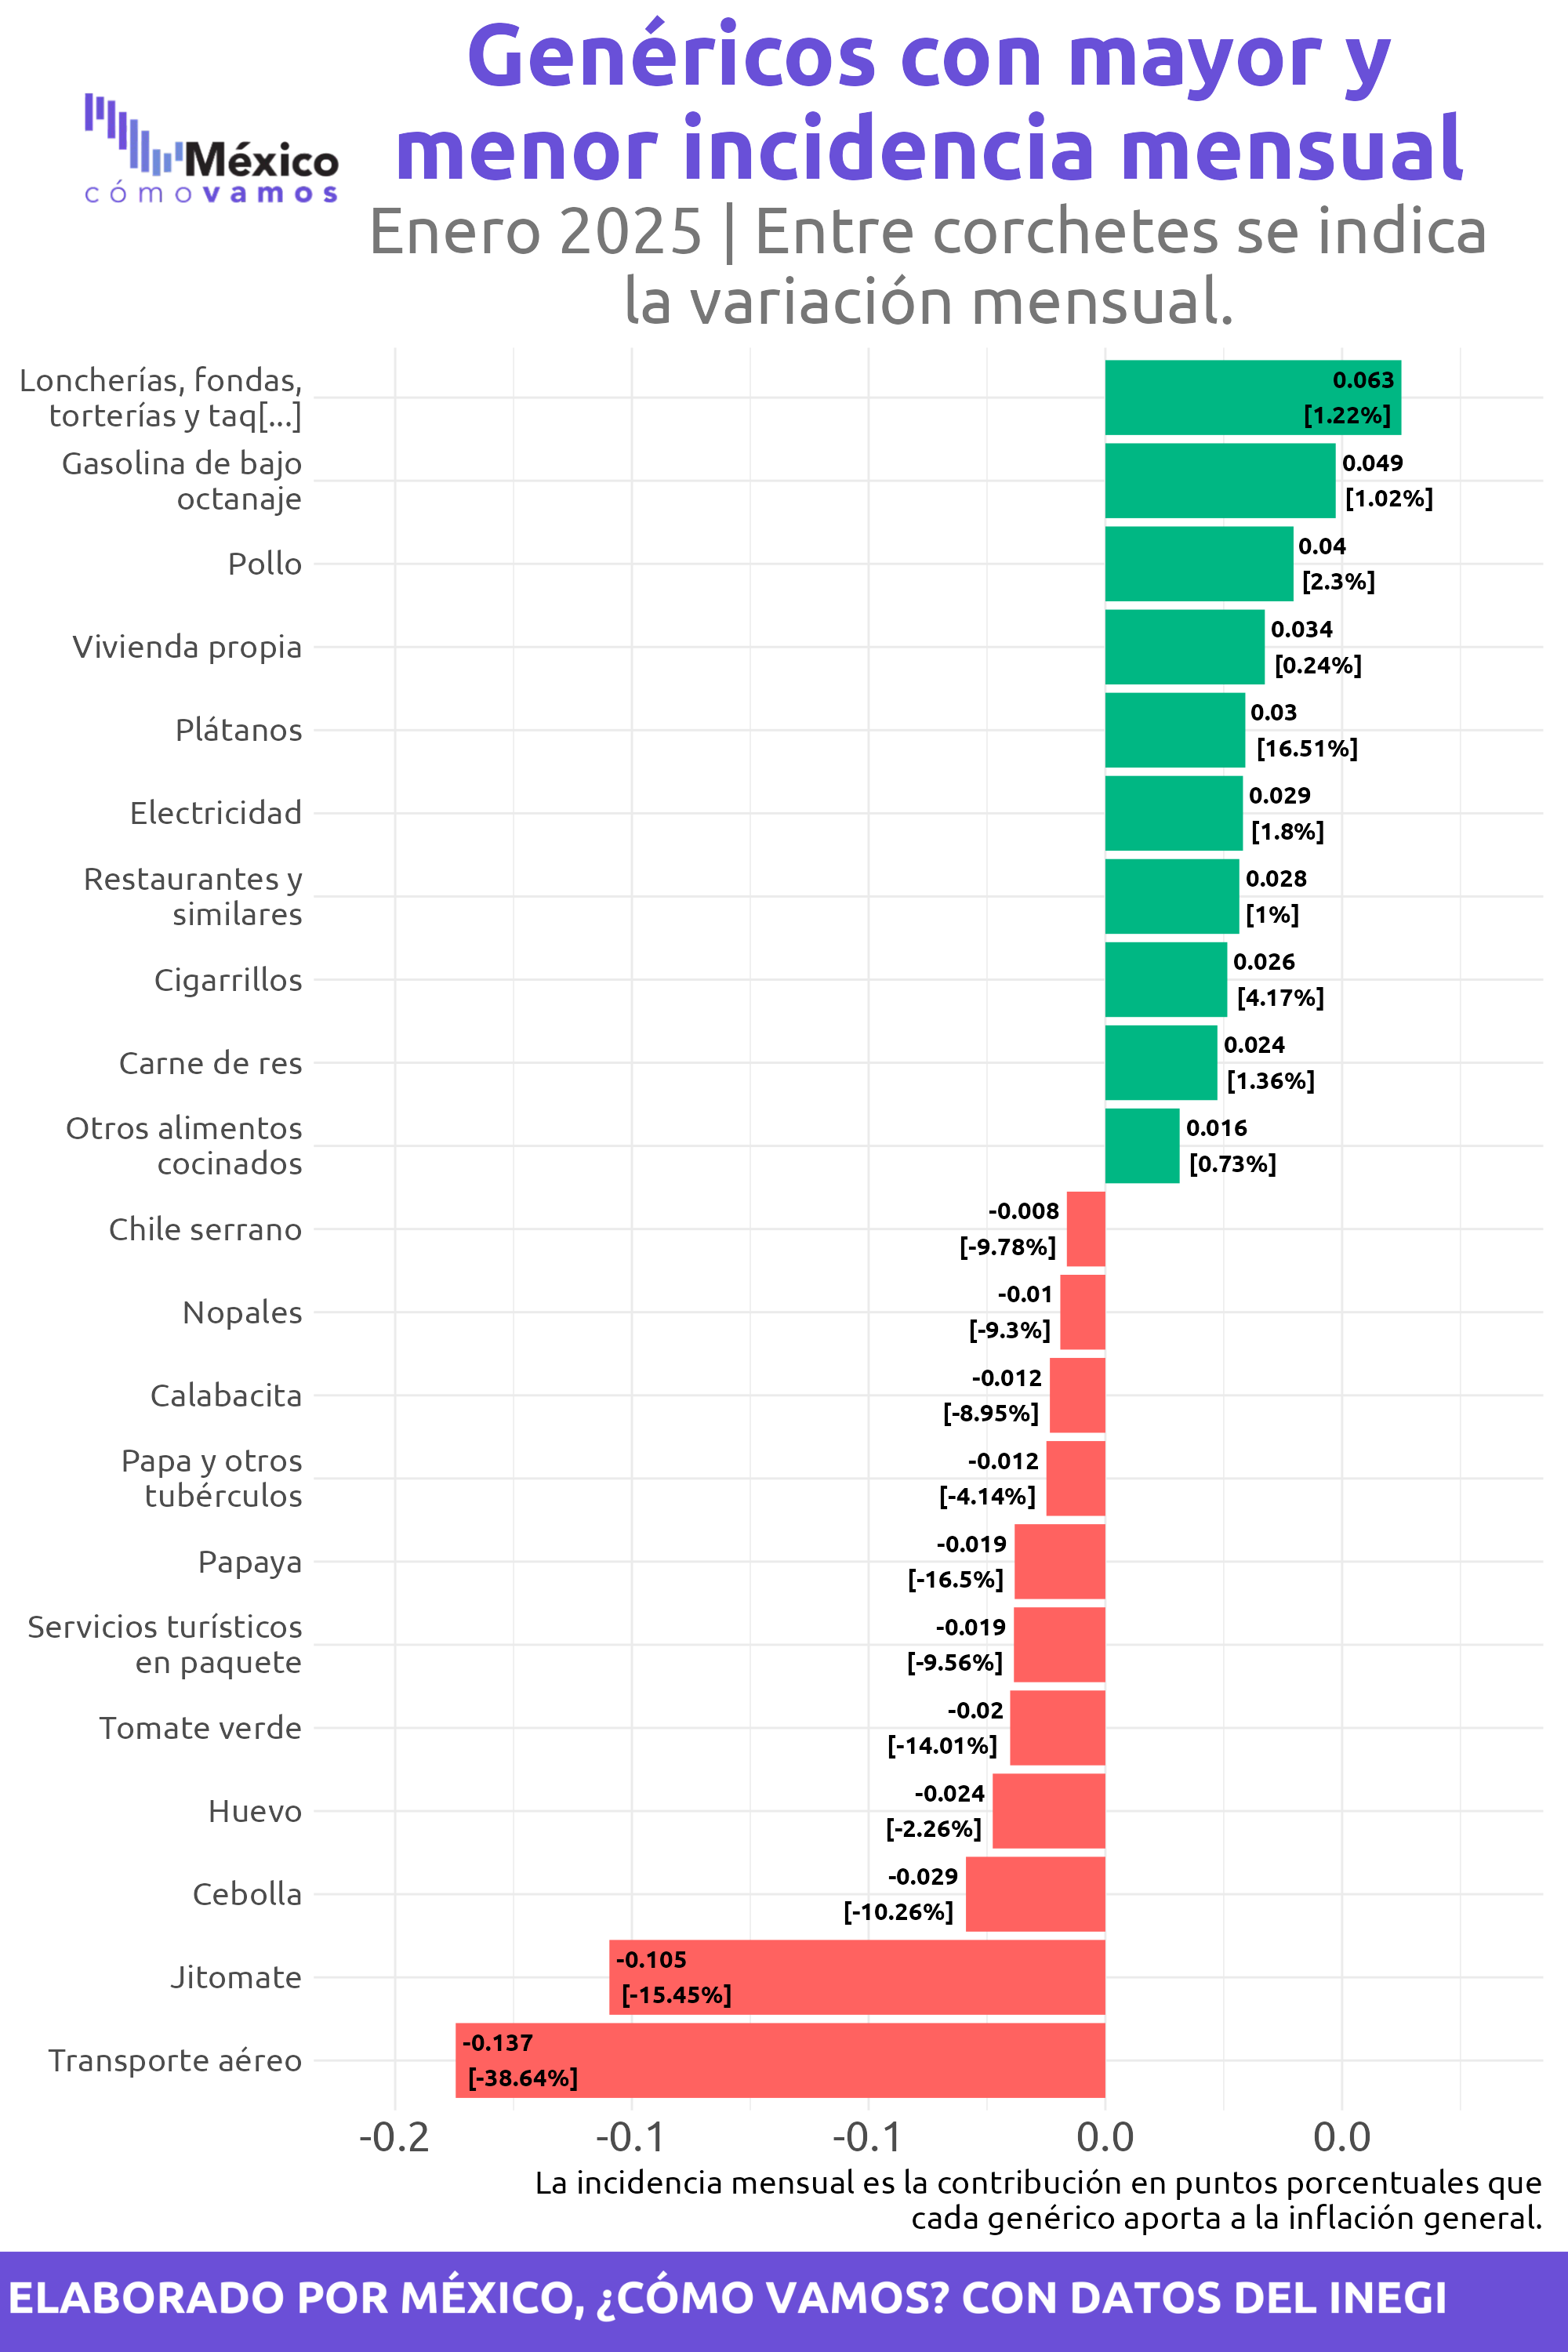 Genéricos con mayor y
menor incidencia mensual
México
cómovamos
Enero 2025 | Entre corchetes se indica
la variación mensual.
Loncherías, fondas,
torterías y taq[...]
0.063
[1.22%]
Gasolina de bajo
octanaje
0.049
[1.02%]
Pollo
0.04
[2.3%]
Vivienda propia
0.034
[0.24%]
Plátanos
0.03
[16.51%]
Electricidad
0.029
[1.8%]
Restaurantes y
similares
0.028
[1%]
Cigarrillos
0.026
[4.17%]
Carne de res
0.024
[1.36%]
Otros alimentos
cocinados
0.016
[0.73%]
Chile serrano
-0.008
[-9.78%]
Nopales
-0.01
[-9.3%]
Calabacita
-0.012
[-8.95%]
Papa y otros
tubérculos
-0.012
[-4.14%]
Papaya
-0.019
[-16.5%]
Servicios turísticos
en paquete
-0.019
[-9.56%]
Tomate verde
-0.02
[-14.01%]
Huevo
-0.024
[-2.26%]
Cebolla
-0.029
[-10.26%]
Jitomate
-0.105
[-15.45%]
Transporte aéreo
-0.137
[-38.64%]
-0.2 -0.1 -0.1 0.0 0.0
La incidencia mensual es la contribución en puntos porcentuales que
cada genérico aporta a la inflación general.
ELABORADO POR MÉXICO, ¿CÓMO VAMOS? CON DATOS DEL INEGI